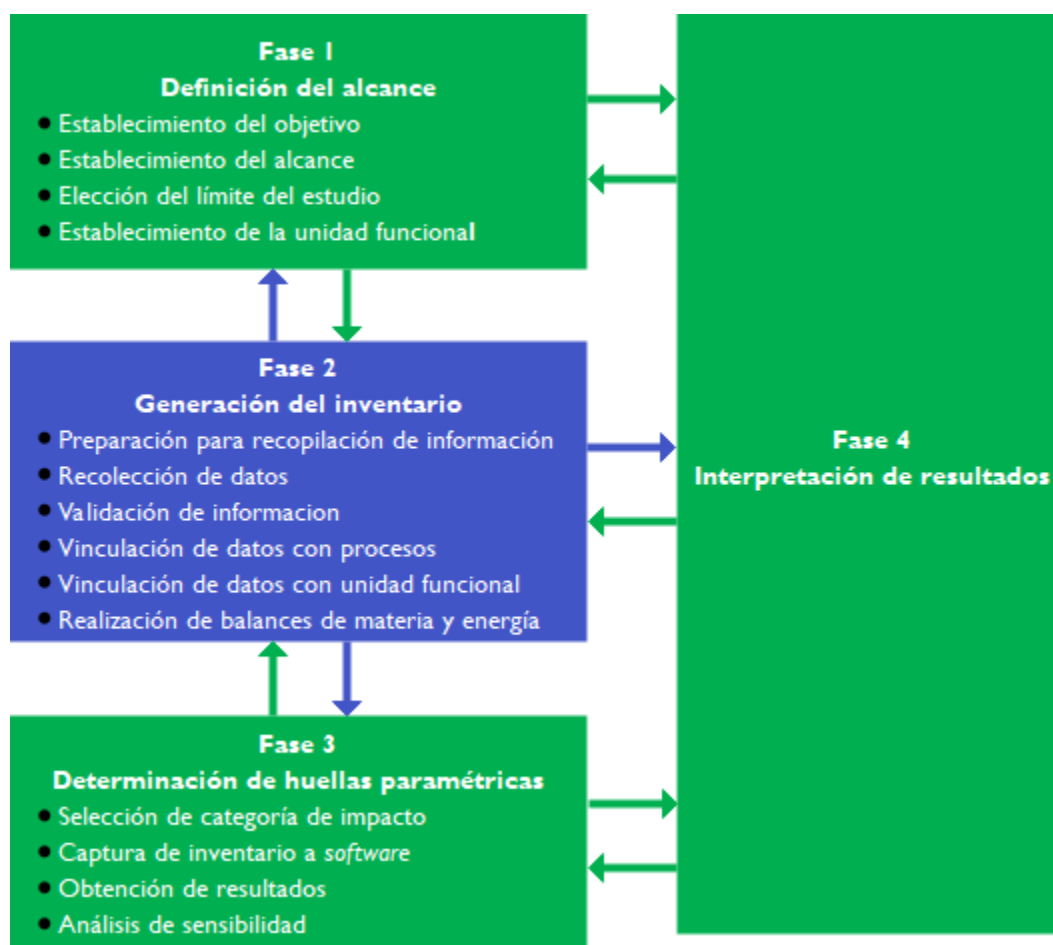 Fase 1
Definición del alcance
● Establecimiento del objetivo
● Establecimiento del alcance
● Elección del límite del estudio
● Establecimiento de la unidad funcional
Fase 2
Generación del inventario
● Preparación para recopilación de información
● Recolección de datos
● Validación de informacion
● Vinculación de datos con procesos
● Vinculación de datos con unidad funcional
● Realización de balances de materia y energía
Fase 3
Determinación de huellas paramétricas
● Selección de categoría de impacto
● Captura de inventario a software
● Obtención de resultados
● Análisis de sensibilidad
Fase 4
Interpretación de resultados